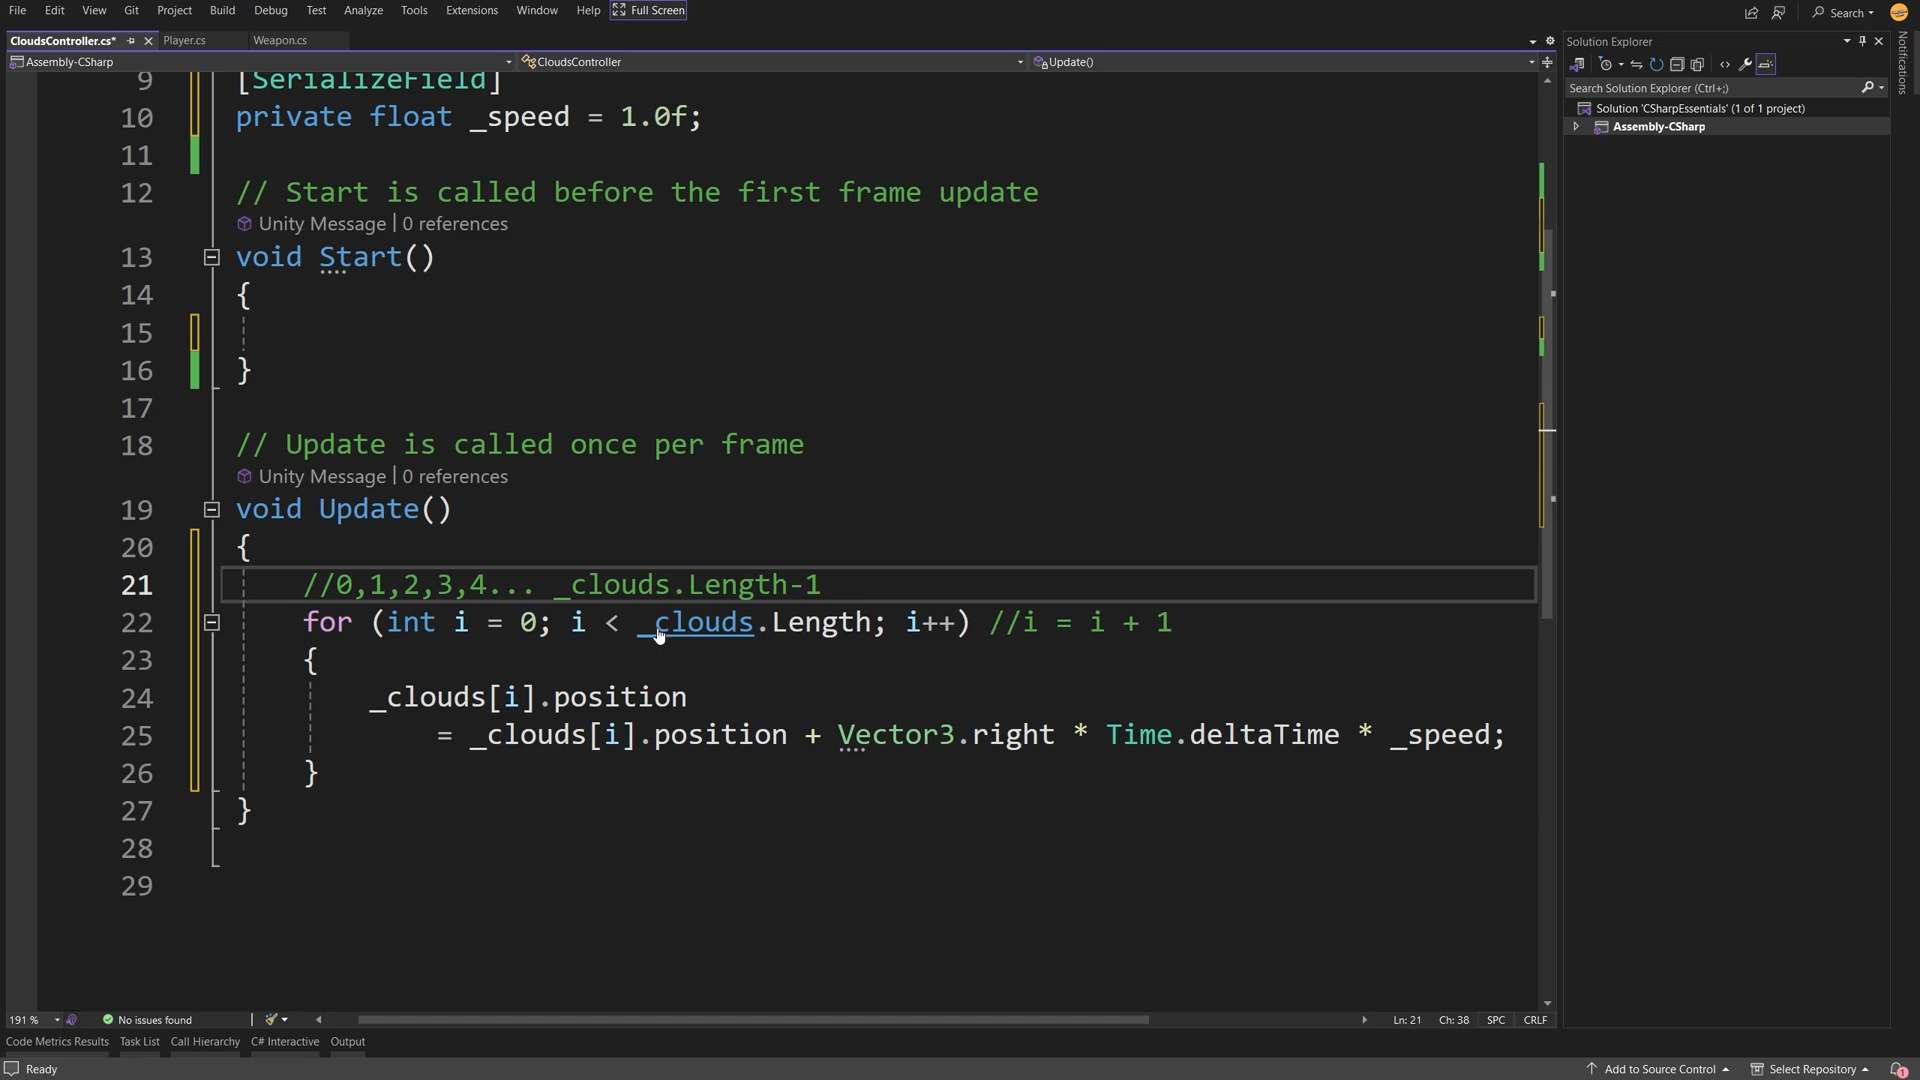 File Edit View Git Project Build Debug Test Analyze Tools Extensions Window Help Full Screen Search
CloudsController.cs* Player.cs Weapon.cs
Assembly-CSharp CloudsController Update()
9 [SerializeField]
10 private float _speed = 1.0f;
11
12 // Start is called before the first frame update
Unity Message | 0 references
13 void Start()
14 {
15
16 }
17
18 // Update is called once per frame
Unity Message | 0 references
19 void Update()
20 {
21 //0,1,2,3,4... _clouds.Length-1
22 for (int i = 0; i < _clouds.Length; i++) //i = i + 1
23 {
24 _clouds[i].position
25 = _clouds[i].position + Vector3.right * Time.deltaTime * _speed;
26 }
27 }
28
29
191 % No issues found Ln: 21 Ch: 38 SPC CRLF
Code Metrics Results Task List Call Hierarchy C# Interactive Output
Ready Add to Source Control Select Repository 1
Solution Explorer
Search Solution Explorer (Ctrl+;)
Solution 'CSharpEssentials' (1 of 1 project)
Assembly-CSharp
Notifications